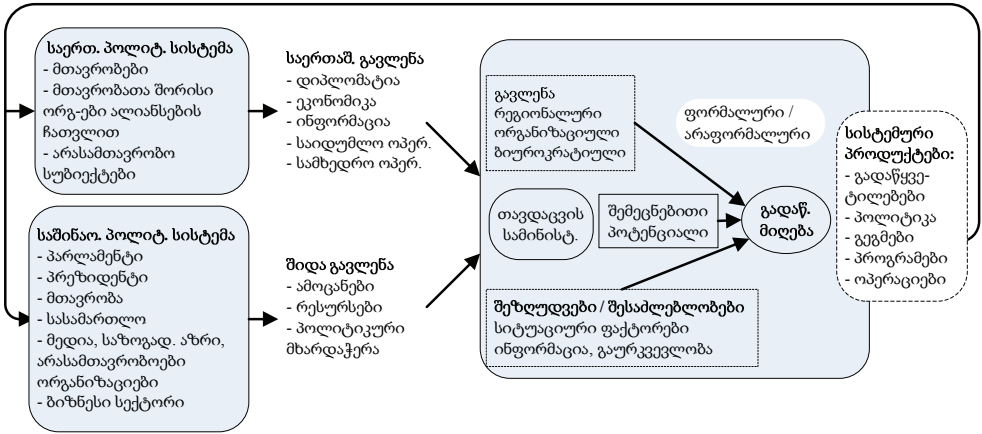 საერთ. პოლიტ. სისტემა
- მთავრობები
- მთავრობათა შორისი
ორგ-ები ალიანსების
ჩათვლით
- არასამთავრობო
სუბიექტები
საშინაო. პოლიტ. სისტემა
- პარლამენტი
- პრეზიდენტი
- მთავრობა
- სასამართლო
- მედია, საზოგად. აზრი,
არასამთავრობოები
ორგანიზაციები
- ბიზნესი სექტორი
საერთაშ. გავლენა
- დიპლომატია
- ეკონომიკა
- ინფორმაცია
- საიდუმლო ოპერ.
- სამხედრო ოპერ.
შიდა გავლენა
- ამოცანები
- რესურსები
- პოლიტიკური
მხარდაჭერა
გავლენა
რეგიონალური
ორგანიზაციული
ბიუროკრატიული
ფორმალური /
არაფორმალური
თავდაცვის
სამინისტ.
შემეცნებითი
პოტენციალი
გადაწ.
მიღება
შეზღუდვები / შესაძლებლობები
სიტუაციური ფაქტორები
ინფორმაცია, გაურკვევლობა
სისტემური
პროდუქტები:
- გადაწყვე-
ტილებები
- პოლიტიკა
- გეგმები
- პროგრამები
- ოპერაციები